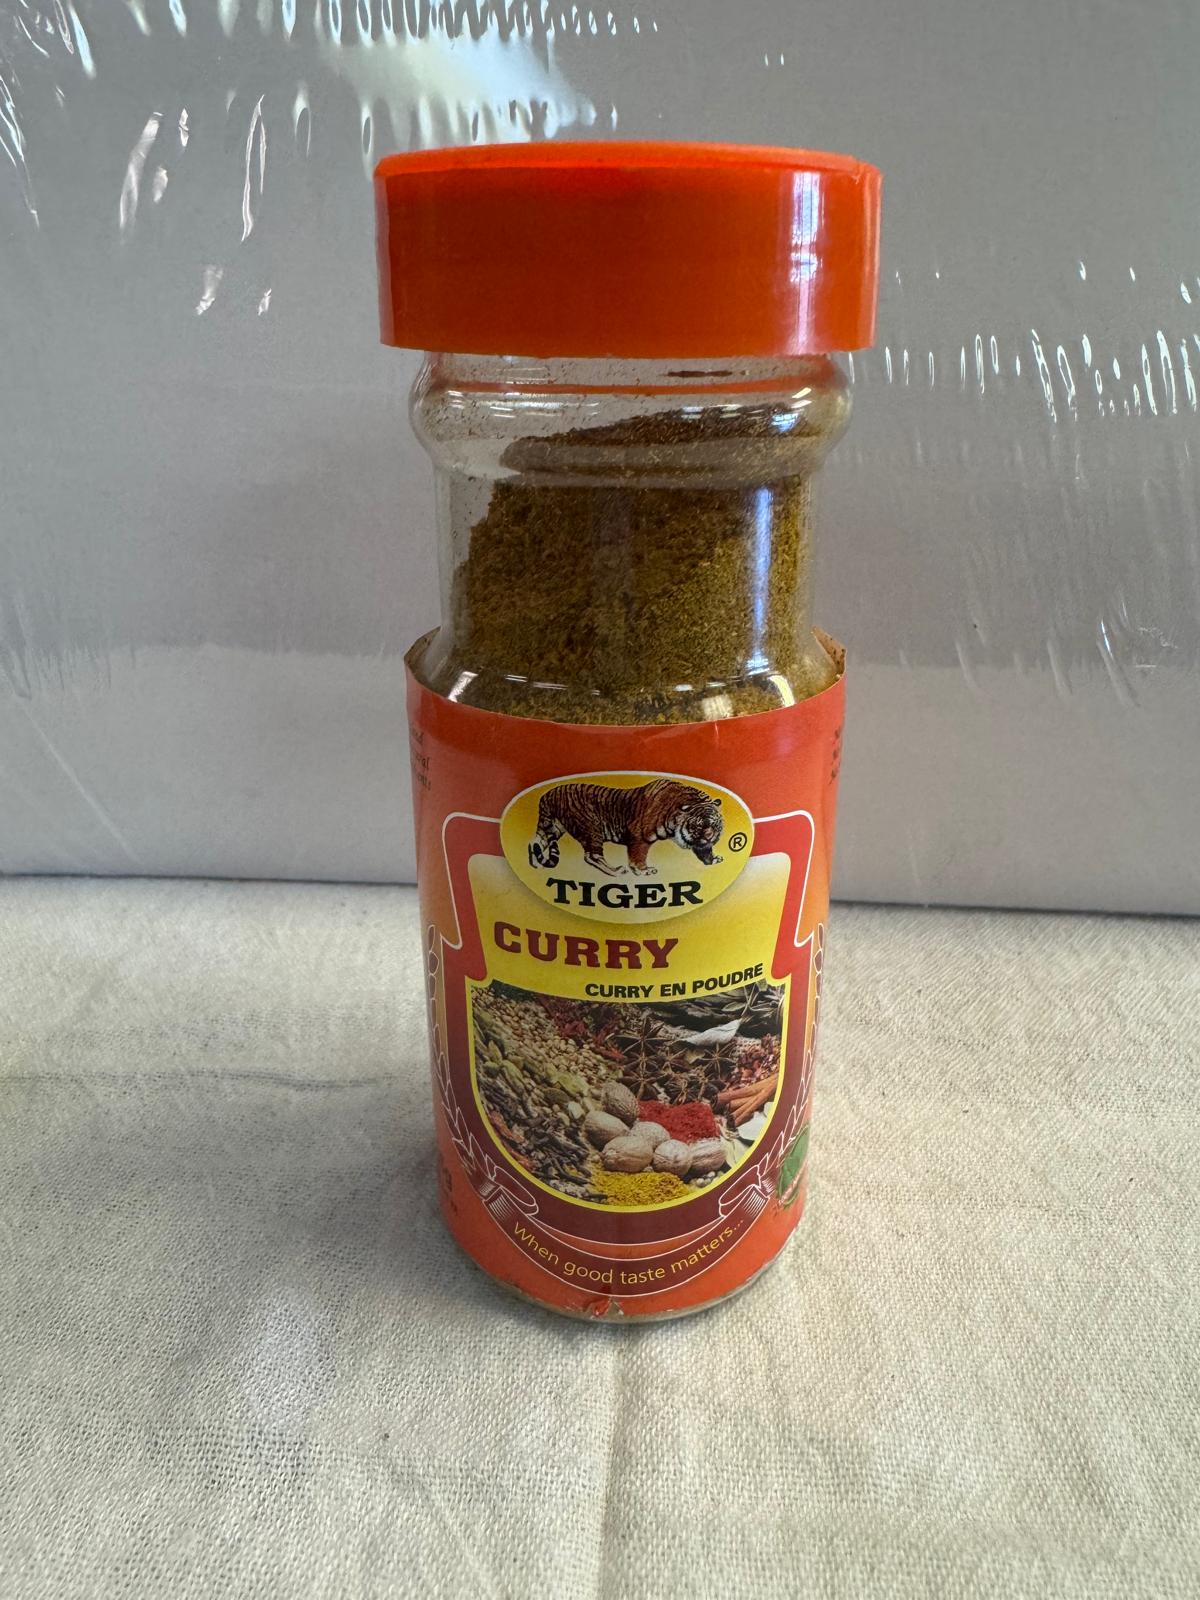 TIGER
®
CURRY
CURRY EN POUDRE
When good taste matters...